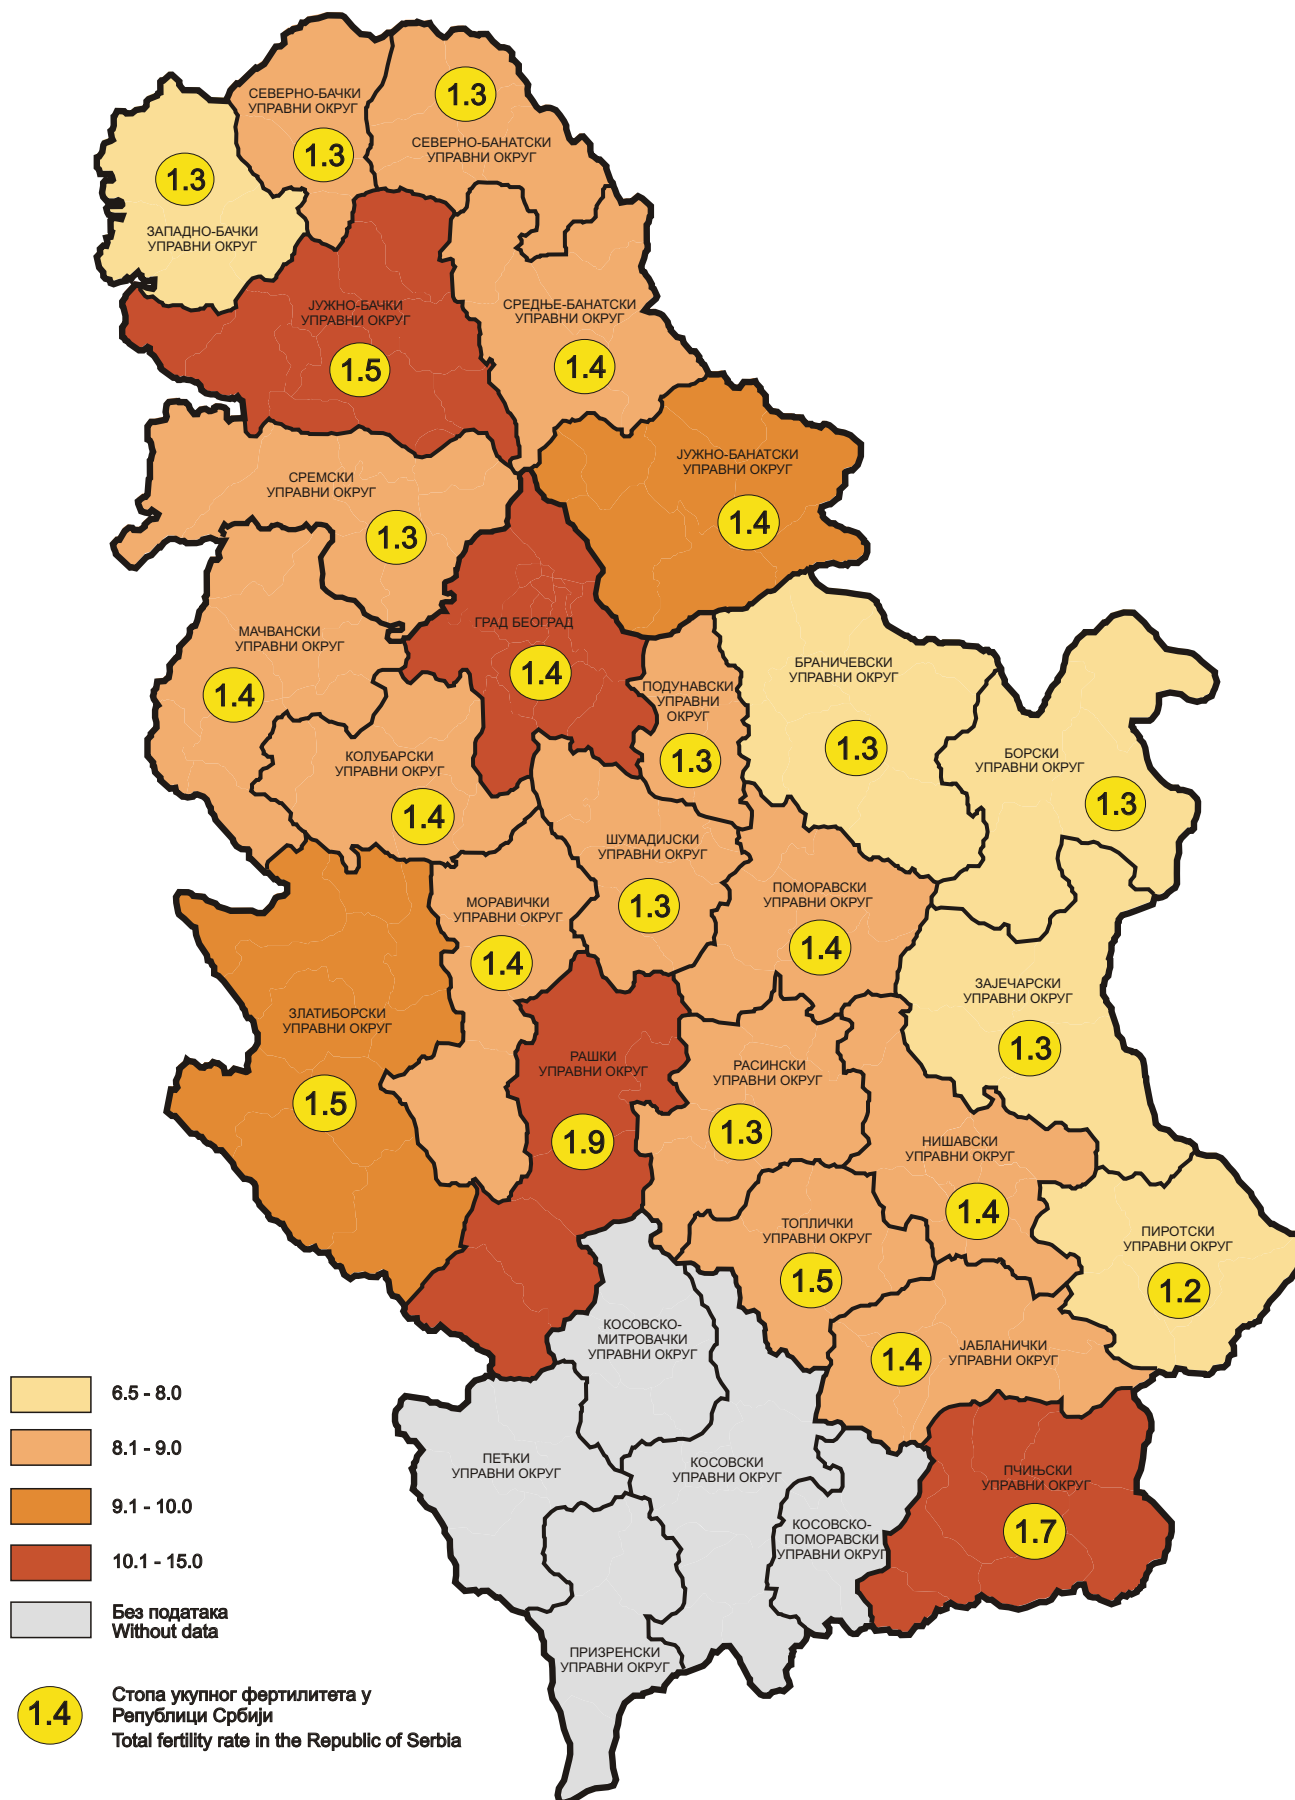 СЕВЕРНО-БАЧКИ
УПРАВНИ ОКРУГ
1.3
1.3
СЕВЕРНО-БАНАТСКИ
УПРАВНИ ОКРУГ
1.3
ЗАПАДНО-БАЧКИ
УПРАВНИ ОКРУГ
ЈУЖНО-БАЧКИ
УПРАВНИ ОКРУГ
1.5
СРЕДЊЕ-БАНАТСКИ
УПРАВНИ ОКРУГ
1.4
ЈУЖНО-БАНАТСКИ
УПРАВНИ ОКРУГ
1.4
СРЕМСКИ
УПРАВНИ ОКРУГ
1.3
МАЧВАНСКИ
УПРАВНИ ОКРУГ
1.4
ГРАД БЕОГРАД
1.4
ПОДУНАВСКИ
УПРАВНИ
ОКРУГ
1.3
БРАНИЧЕВСКИ
УПРАВНИ ОКРУГ
1.3
БОРСКИ
УПРАВНИ ОКРУГ
1.3
КОЛУБАРСКИ
УПРАВНИ ОКРУГ
1.4
ШУМАДИЈСКИ
УПРАВНИ ОКРУГ
1.3
МОРАВИЧКИ
УПРАВНИ ОКРУГ
1.4
ПОМОРАВСКИ
УПРАВНИ ОКРУГ
1.4
ЗАЈЕЧАРСКИ
УПРАВНИ ОКРУГ
1.3
ЗЛАТИБОРСКИ
УПРАВНИ ОКРУГ
1.5
РАШКИ
УПРАВНИ ОКРУГ
1.9
РАСИНСКИ
УПРАВНИ ОКРУГ
1.3
НИШАВСКИ
УПРАВНИ ОКРУГ
1.4
ТОПЛИЧКИ
УПРАВНИ ОКРУГ
1.5
ПИРОТСКИ
УПРАВНИ ОКРУГ
1.2
КОСОВСКО-
МИТРОВАЧКИ
УПРАВНИ ОКРУГ
1.4
ЈАБЛАНИЧКИ
УПРАВНИ ОКРУГ
ПЕЋКИ
УПРАВНИ ОКРУГ
КОСОВСКИ
УПРАВНИ ОКРУГ
ПЧИЊСКИ
УПРАВНИ ОКРУГ
1.7
КОСОВСКО-
ПОМОРАВСКИ
УПРАВНИ ОКРУГ
ПРИЗРЕНСКИ
УПРАВНИ ОКРУГ
6.5 - 8.0
8.1 - 9.0
9.1 - 10.0
10.1 - 15.0
Без података
Without data
1.4
Стопа укупног фертилитета у
Републици Србији
Total fertility rate in the Republic of Serbia